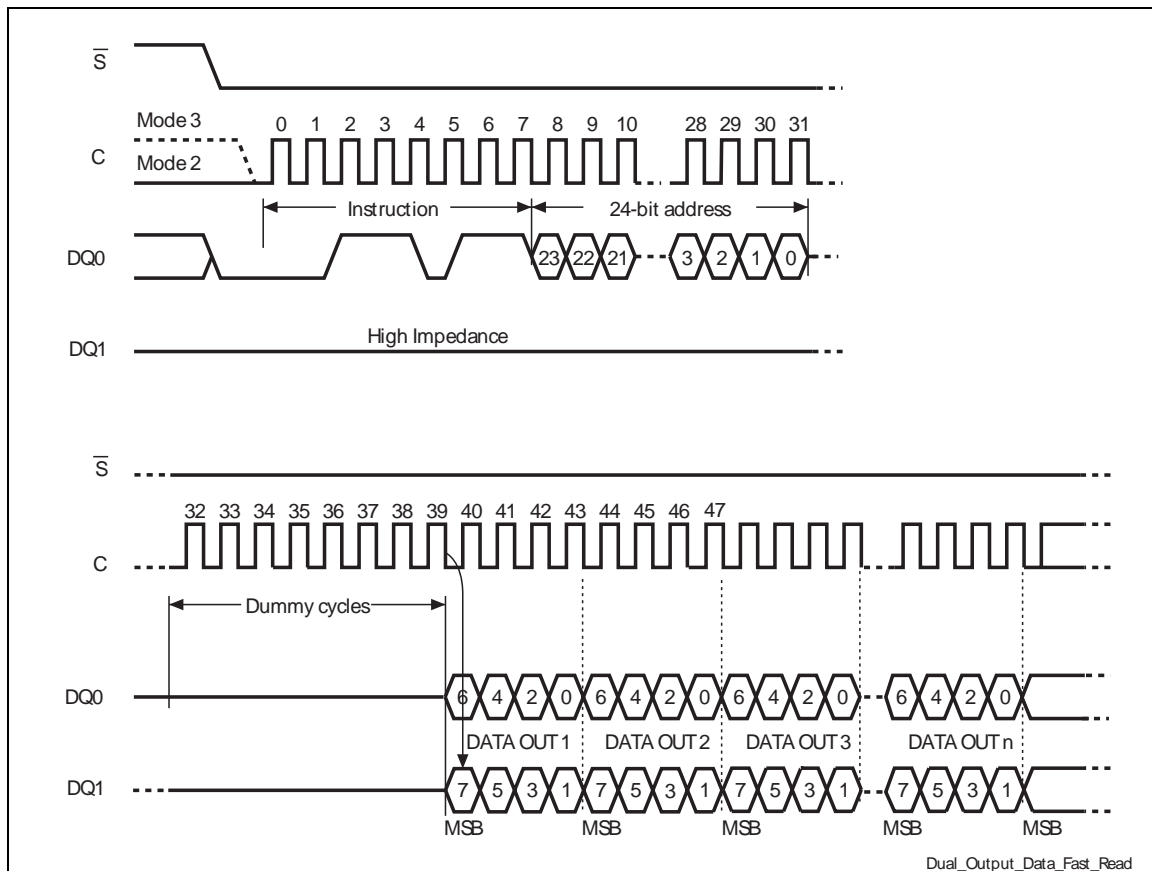 S
Mode 3
0 1 2 3 4 5 6 7 8 9 10 28 29 30 31
C
Mode 2
Instruction 24-bit address
DQ0 23 22 21 3 2 1 0
High Impedance
DQ1
S
32 33 34 35 36 37 38 39 40 41 42 43 44 45 46 47
C
Dummy cycles
DQ0 6 4 2 0 6 4 2 0 6 4 2 0 6 4 2 0
DATA OUT 1 DATA OUT 2 DATA OUT 3 DATA OUT n
DQ1 7 5 3 1 7 5 3 1 7 5 3 1 7 5 3 1
MSB MSB MSB MSB MSB
Dual_Output_Data_Fast_Read